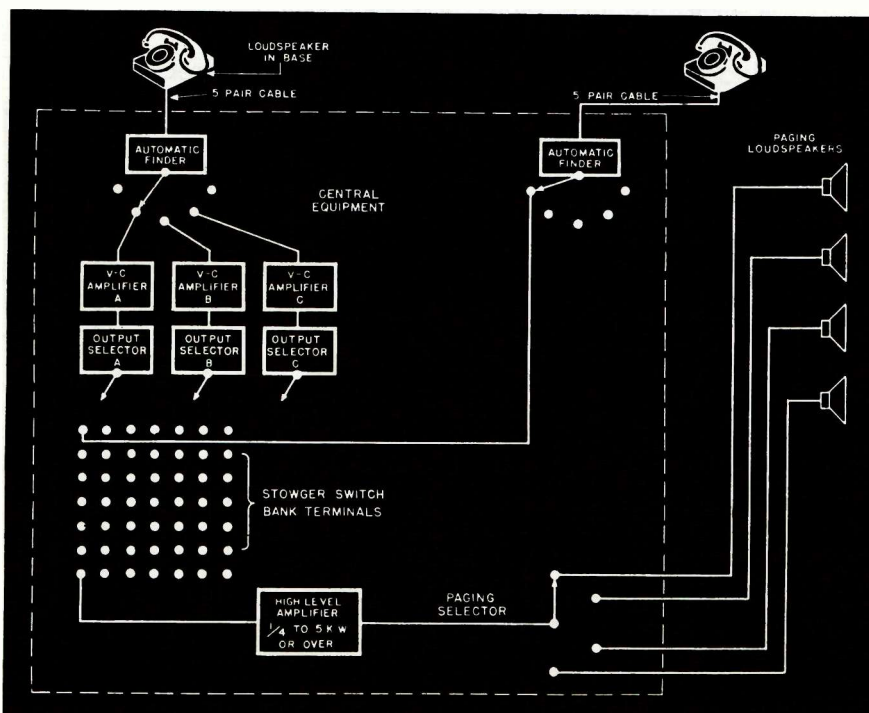 LOUDSPEAKER
IN BASE
5 PAIR CABLE
5 PAIR CABLE
PAGING
LOUDSPEAKERS
AUTOMATIC
FINDER
AUTOMATIC
FINDER
CENTRAL
EQUIPMENT
V-C
AMPLIFIER
A
V-C
AMPLIFIER
B
V-C
AMPLIFIER
C
OUTPUT
SELECTOR
A
OUTPUT
SELECTOR
B
OUTPUT
SELECTOR
C
STOWGER SWITCH
BANK TERMINALS
HIGH LEVEL
AMPLIFIER
1/4 TO 5 KW
OR OVER
PAGING
SELECTOR